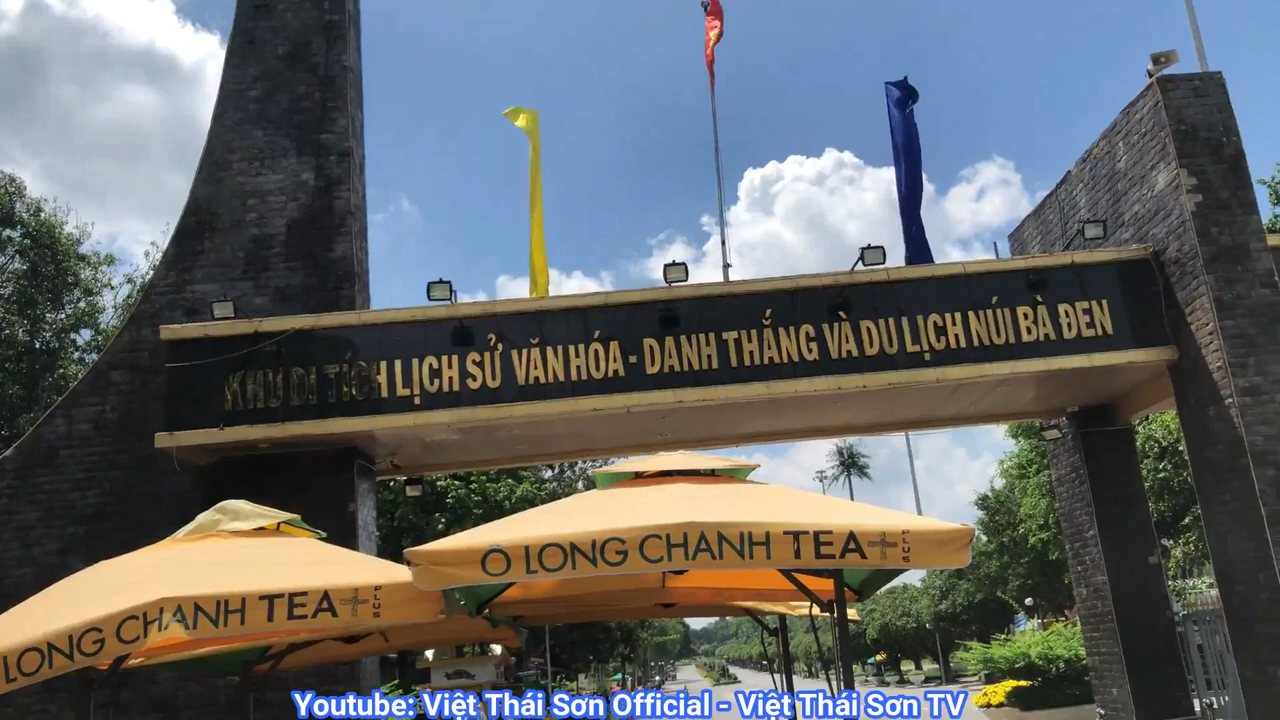 KHU DI TÍCH LỊCH SỬ VĂN HÓA - DANH THẮNG VÀ DU LỊCH NÚI BÀ ĐEN
Ô LONG CHANH TEA+ PLUS
LONG CHANH TEA+ PLUS
Youtube: Việt Thái Sơn Official - Việt Thái Sơn TV